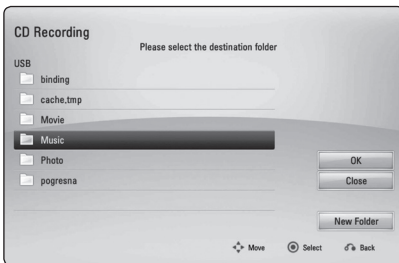 CD Recording
Please select the destination folder
USB
binding
cache.tmp
Movie
Music
Photo
pogresna
OK
Close
New Folder
Move Select Back